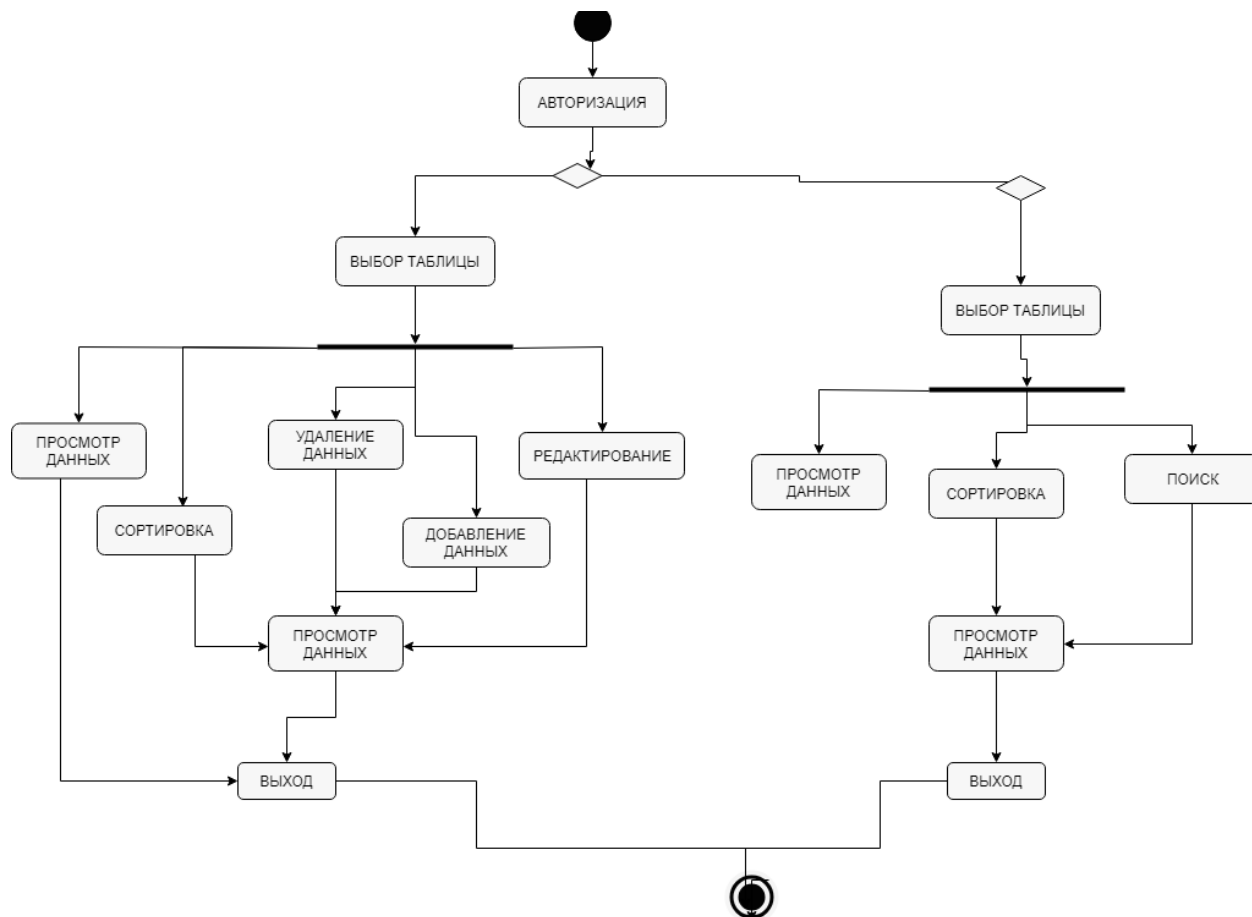 АВТОРИЗАЦИЯ
ВЫБОР ТАБЛИЦЫ
ВЫБОР ТАБЛИЦЫ
ПРОСМОТР
ДАННЫХ
СОРТИРОВКА
УДАЛЕНИЕ
ДАННЫХ
ДОБАВЛЕНИЕ
ДАННЫХ
РЕДАКТИРОВАНИЕ
ПРОСМОТР
ДАННЫХ
СОРТИРОВКА
ПОИСК
ПРОСМОТР
ДАННЫХ
ПРОСМОТР
ДАННЫХ
ВЫХОД
ВЫХОД